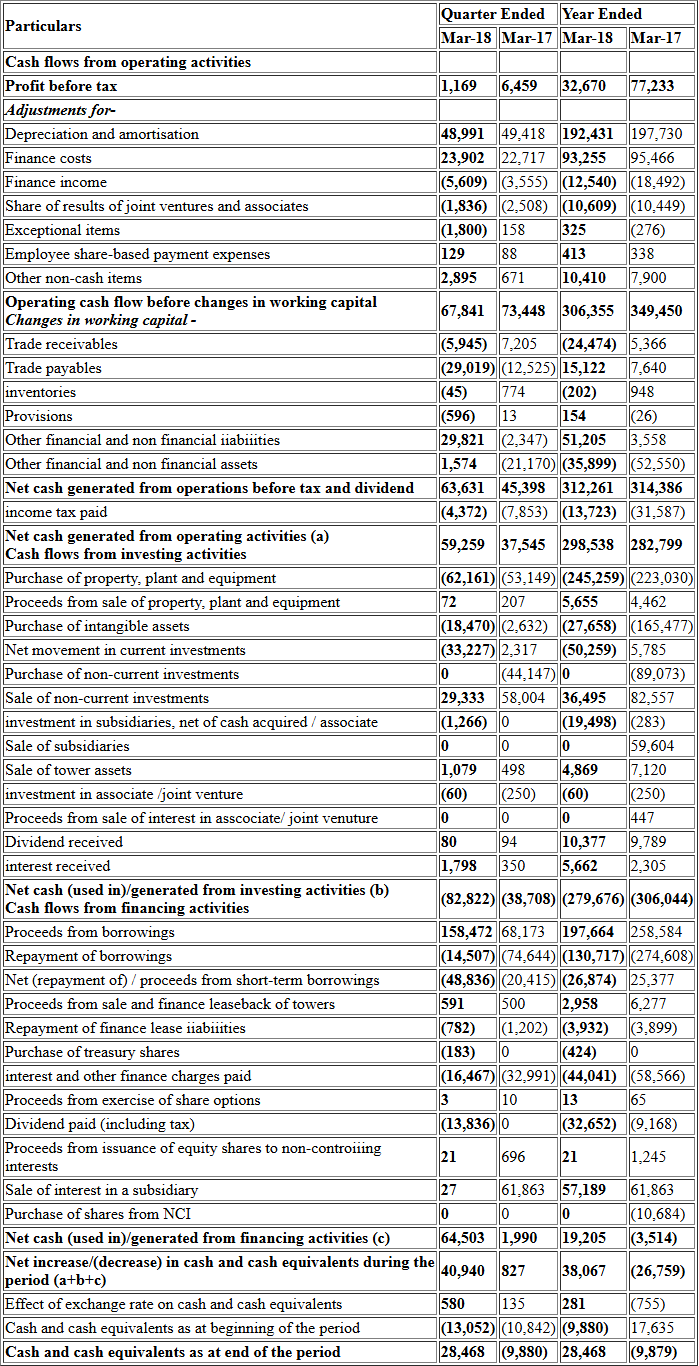 Particulars Quarter Ended Year Ended
Mar-18 Mar-17 Mar-18 Mar-17
Cash flows from operating activities
Profit before tax 1,169 6,459 32,670 77,233
Adjustments for-
Depreciation and amortisation 48,991 49,418 192,431 197,730
Finance costs 23,902 22,717 93,255 95,466
Finance income (5,609) (3,555) (12,540) (18,492)
Share of results of joint ventures and associates (1,836) (2,508) (10,609) (10,449)
Exceptional items (1,800) 158 325 (276)
Employee share-based payment expenses 129 88 413 338
Other non-cash items 2,895 671 10,410 7,900
Operating cash flow before changes in working capital 67,841 73,448 306,355 349,450
Changes in working capital -
Trade receivables (5,945) 7,205 (24,474) 5,366
Trade payables (29,019) (12,525) 15,122 7,640
inventories (45) 774 (202) 948
Provisions (596) 13 154 (26)
Other financial and non financial iiabiiities 29,821 (2,347) 51,205 3,558
Other financial and non financial assets 1,574 (21,170) (35,899) (52,550)
Net cash generated from operations before tax and dividend 63,631 45,398 312,261 314,386
income tax paid (4,372) (7,853) (13,723) (31,587)
Net cash generated from operating activities (a) 59,259 37,545 298,538 282,799
Cash flows from investing activities
Purchase of property, plant and equipment (62,161) (53,149) (245,259) (223,030)
Proceeds from sale of property, plant and equipment 72 207 5,655 4,462
Purchase of intangible assets (18,470) (2,632) (27,658) (165,477)
Net movement in current investments (33,227) 2,317 (50,259) 5,785
Purchase of non-current investments 0 (44,147) 0 (89,073)
Sale of non-current investments 29,333 58,004 36,495 82,557
investment in subsidiaries, net of cash acquired / associate (1,266) 0 (19,498) (283)
Sale of subsidiaries 0 0 0 59,604
Sale of tower assets 1,079 498 4,869 7,120
investment in associate /joint venture (60) (250) (60) (250)
Proceeds from sale of interest in asscociate/ joint venuture 0 0 0 447
Dividend received 80 94 10,377 9,789
interest received 1,798 350 5,662 2,305
Net cash (used in)/generated from investing activities (b) (82,822) (38,708) (279,676) (306,044)
Cash flows from financing activities
Proceeds from borrowings 158,472 68,173 197,664 258,584
Repayment of borrowings (14,507) (74,644) (130,717) (274,608)
Net (repayment of) / proceeds from short-term borrowings (48,836) (20,415) (26,874) 25,377
Proceeds from sale and finance leaseback of towers 591 500 2,958 6,277
Repayment of finance lease iiabiiities (782) (1,202) (3,932) (3,899)
Purchase of treasury shares (183) 0 (424) 0
interest and other finance charges paid (16,467) (32,991) (44,041) (58,566)
Proceeds from exercise of share options 3 10 13 65
Dividend paid (including tax) (13,836) 0 (32,652) (9,168)
Proceeds from issuance of equity shares to non-controiiing
interests 21 696 21 1,245
Sale of interest in a subsidiary 27 61,863 57,189 61,863
Purchase of shares from NCI 0 0 0 (10,684)
Net cash (used in)/generated from financing activities (c) 64,503 1,990 19,205 (3,514)
Net increase/(decrease) in cash and cash equivalents during the
period (a+b+c) 40,940 827 38,067 (26,759)
Effect of exchange rate on cash and cash equivalents 580 135 281 (755)
Cash and cash equivalents as at beginning of the period (13,052) (10,842) (9,880) 17,635
Cash and cash equivalents as at end of the period 28,468 (9,880) 28,468 (9,879)